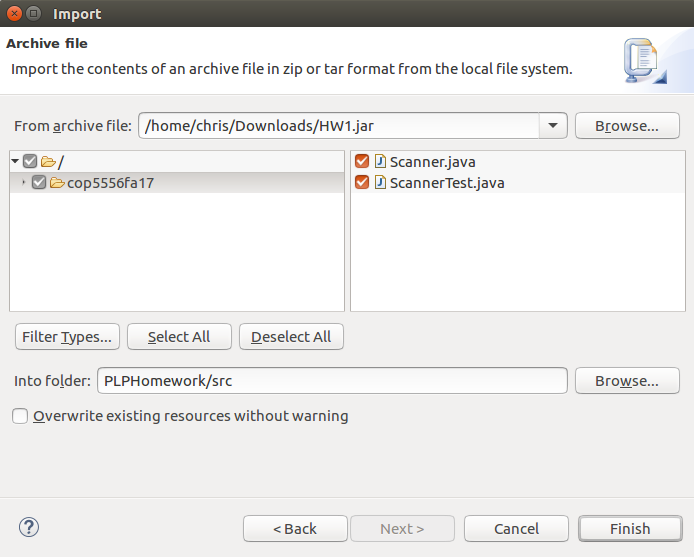 Import
Archive file
Import the contents of an archive file in zip or tar format from the local file system.
From archive file: /home/chris/Downloads/HW1.jar Browse...
/ Scanner.java
cop5556fa17 ScannerTest.java
Filter Types... Select All Deselect All
Into folder: PLPHomework/src Browse...
Overwrite existing resources without warning
? < Back Next > Cancel Finish